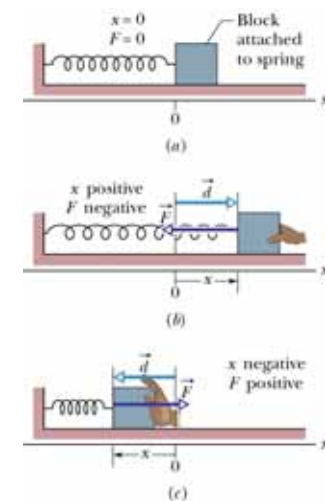 x = 0
F = 0
Block
attached
to spring
0
x
(a)
x positive
F negative
d
F
x
0
x
(b)
d
x negative
F positive
F
x
0
x
(c)